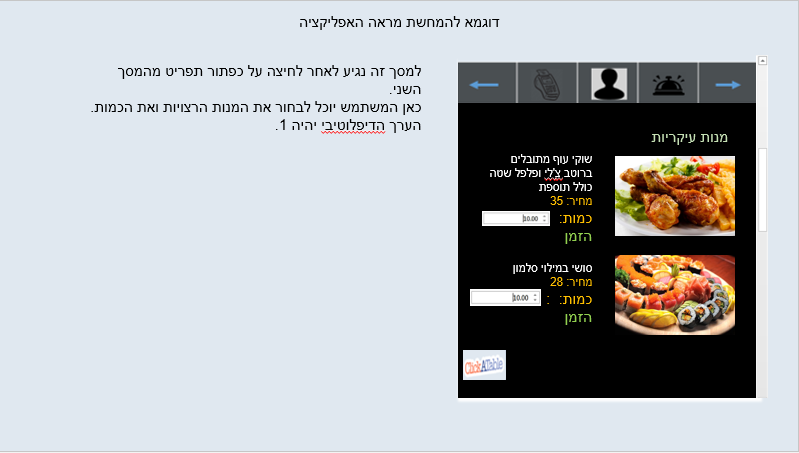 דוגמא להמחשת מראה האפליקציה
למסך זה נגיע לאחר לחיצה על כפתור תפריט מהמסך
השני.
כאן המשתמש יוכל לבחור את המנות הרצויות ואת הכמות.
הערך הדיפלוטיבי יהיה 1.
מנות עיקריות
שוקי עוף מתובלים
ברוטב צ'לי ופלפל שטה
כולל תוספת
מחיר: 35
כמות: 10.00
הזמן
סושי במילוי סלמון
מחיר: 28
כמות: : 10.00
הזמן
ClickATable